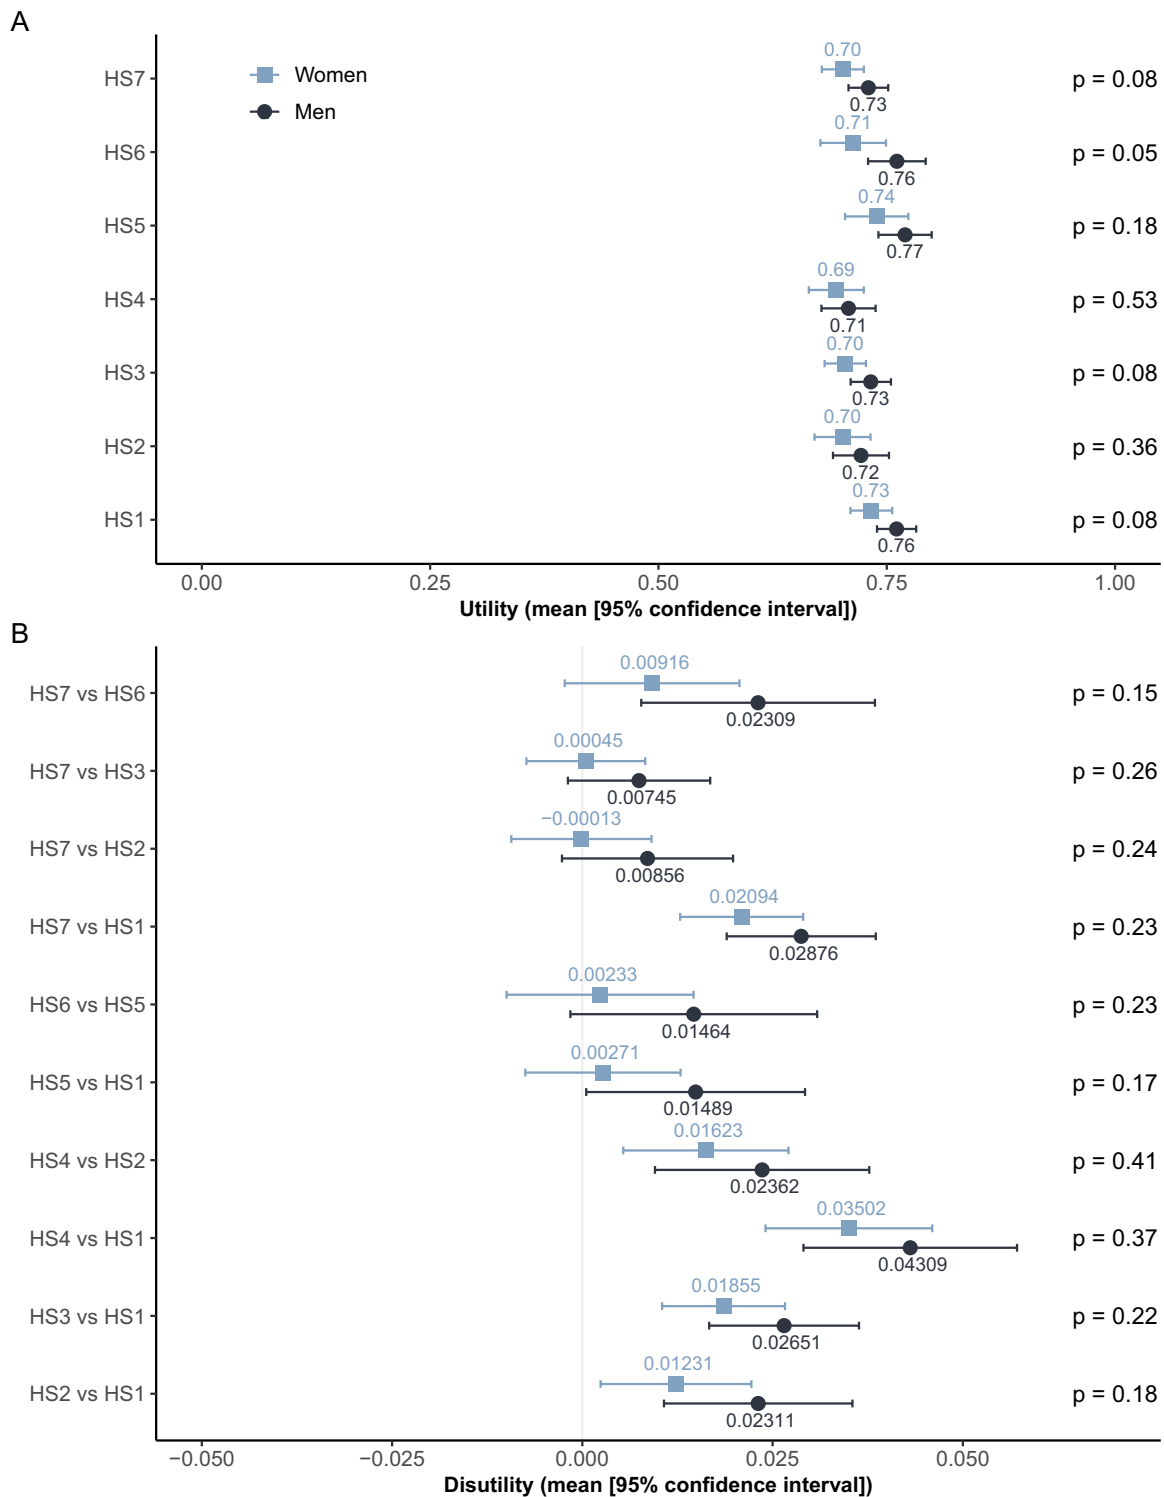 A
Women
Men
HS7
0.70
0.73
p = 0.08
HS6
0.71
0.76
p = 0.05
HS5
0.74
0.77
p = 0.18
HS4
0.69
0.71
p = 0.53
HS3
0.70
0.73
p = 0.08
HS2
0.70
0.72
p = 0.36
HS1
0.73
0.76
p = 0.08
0.00
0.25
0.50
0.75
1.00
Utility (mean [95% confidence interval])
B
HS7 vs HS6
0.00916
0.02309
p = 0.15
HS7 vs HS3
0.00045
0.00745
p = 0.26
HS7 vs HS2
−0.00013
0.00856
p = 0.24
HS7 vs HS1
0.02094
0.02876
p = 0.23
HS6 vs HS5
0.00233
0.01464
p = 0.23
HS5 vs HS1
0.00271
0.01489
p = 0.17
HS4 vs HS2
0.01623
0.02362
p = 0.41
HS4 vs HS1
0.03502
0.04309
p = 0.37
HS3 vs HS1
0.01855
0.02651
p = 0.22
HS2 vs HS1
0.01231
0.02311
p = 0.18
−0.050
−0.025
0.000
0.025
0.050
Disutility (mean [95% confidence interval])